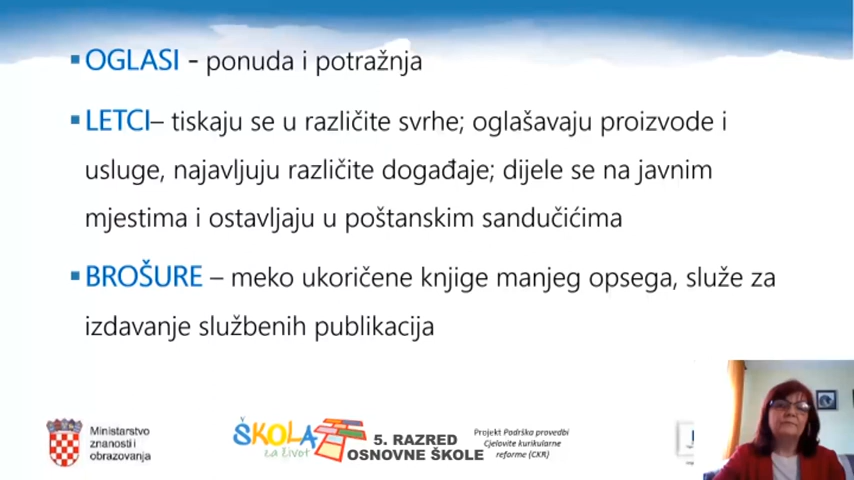 OGLASI - ponuda i potražnja
LETCI– tiskaju se u različite svrhe; oglašavaju proizvode i
usluge, najavljuju različite događaje; dijele se na javnim
mjestima i ostavljaju u poštanskim sandučićima
BROŠURE – meko ukoričene knjige manjeg opsega, služe za
izdavanje službenih publikacija
Ministarstvo
znanosti i
obrazovanja
ŠKOLA
za život
5. RAZRED
OSNOVNE ŠKOLE
Projekt Podrška provedbi
Cjelovite kurikularne
reforme (CKR)